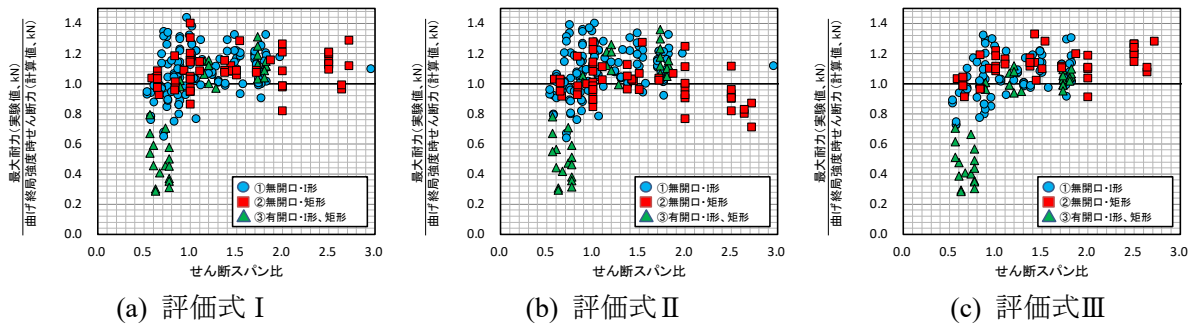 最大耐力(実験値、kN)
曲げ終局強度時せん断力(計算値、kN)
1.4
1.2
1.0
0.8
0.6
0.4
0.2
0.0
①無開口・I形
②無開口・矩形
③有開口・I形、矩形
0.0 0.5 1.0 1.5 2.0 2.5 3.0
せん断スパン比
(a) 評価式Ⅰ
最大耐力(実験値、kN)
曲げ終局強度時せん断力(計算値、kN)
1.4
1.2
1.0
0.8
0.6
0.4
0.2
0.0
①無開口・I形
②無開口・矩形
③有開口・I形、矩形
0.0 0.5 1.0 1.5 2.0 2.5 3.0
せん断スパン比
(b) 評価式Ⅱ
最大耐力(実験値、kN)
曲げ終局強度時せん断力(計算値、kN)
1.4
1.2
1.0
0.8
0.6
0.4
0.2
0.0
①無開口・I形
②無開口・矩形
③有開口・I形、矩形
0.0 0.5 1.0 1.5 2.0 2.5 3.0
せん断スパン比
(c) 評価式Ⅲ